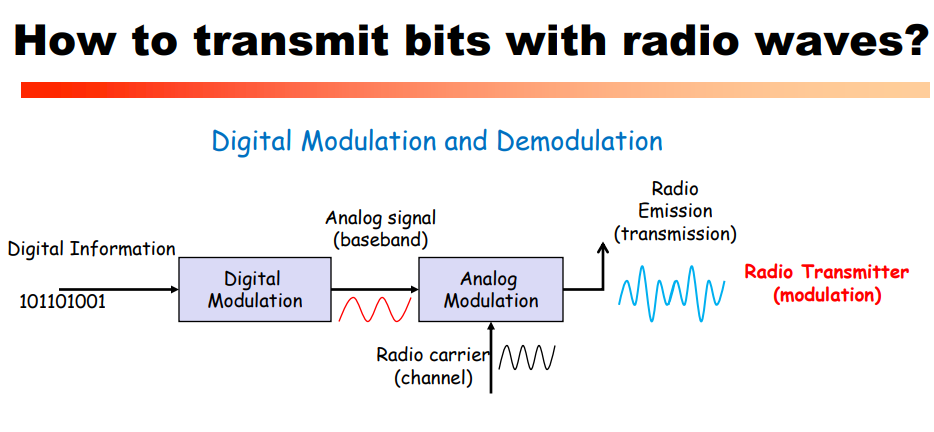 How to transmit bits with radio waves?
Digital Modulation and Demodulation
Digital Information
101101001
Digital
Modulation
Analog signal
(baseband)
Analog
Modulation
Radio carrier
(channel)
Radio
Emission
(transmission)
Radio Transmitter
(modulation)